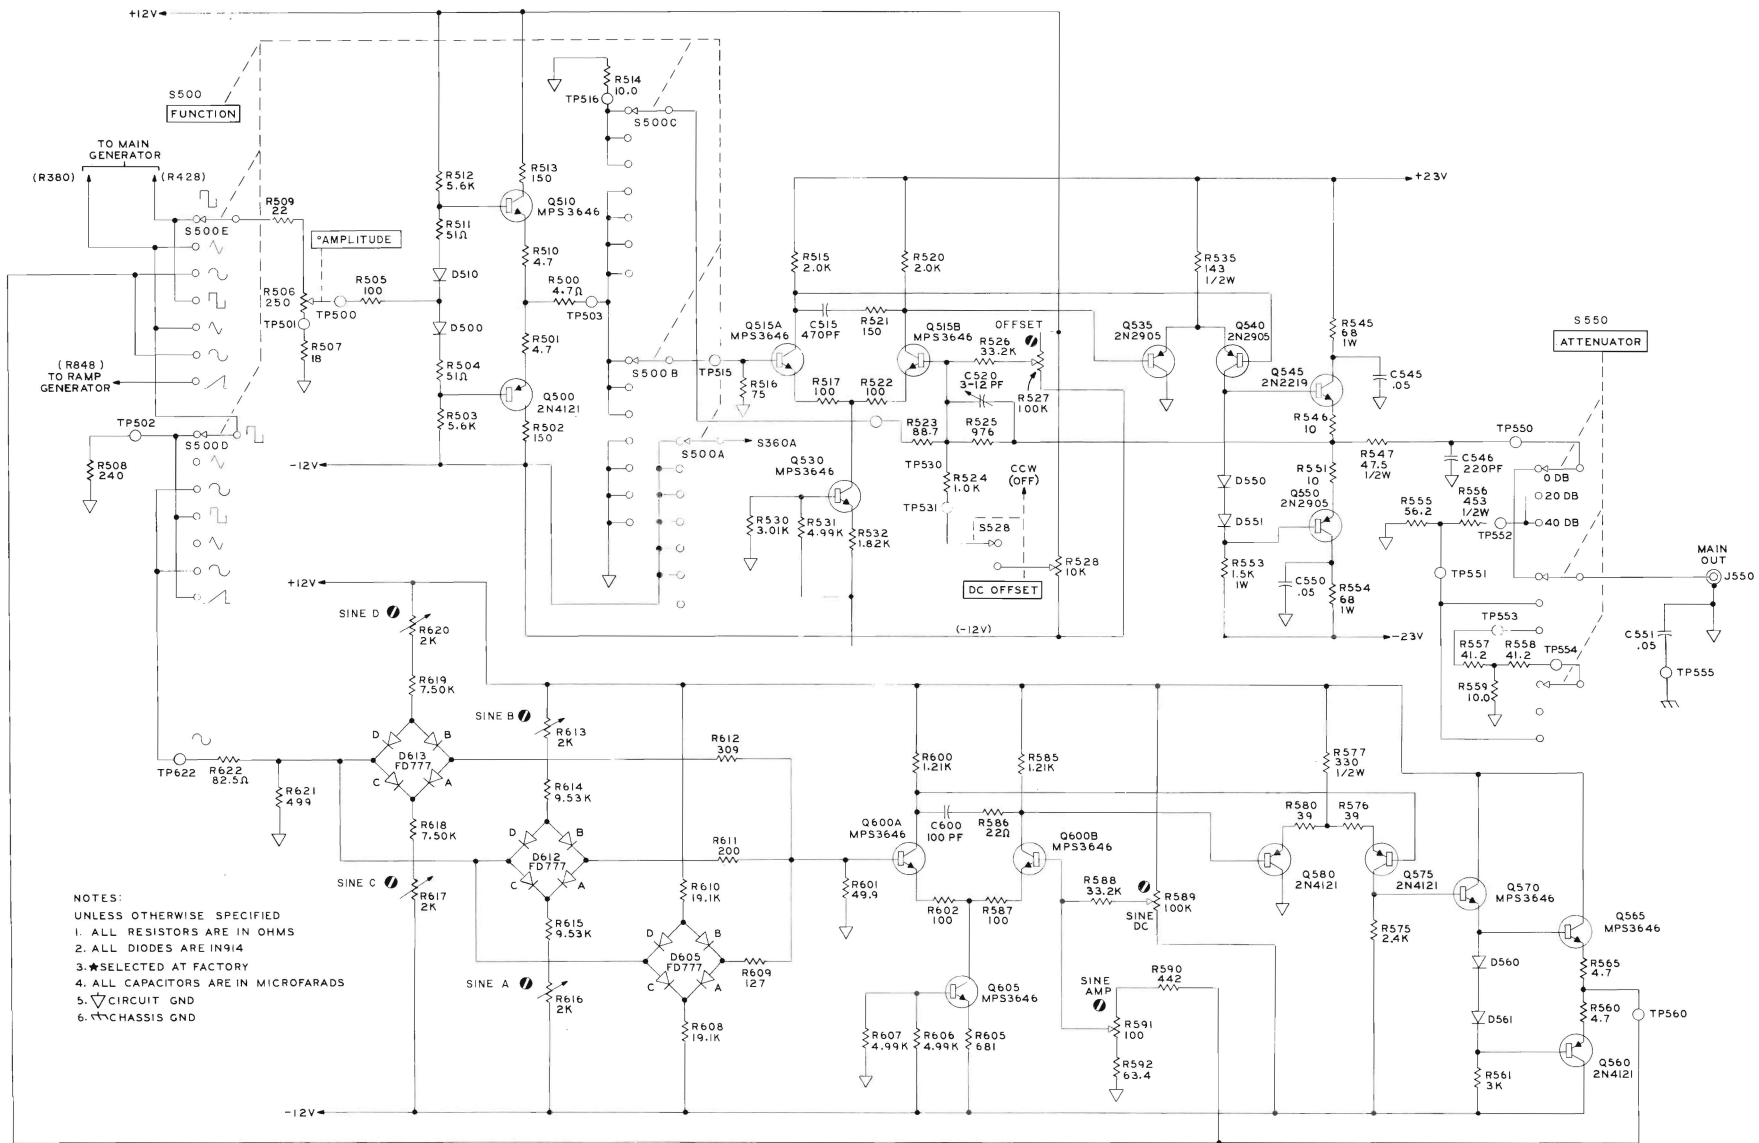 +12V
S500
FUNCTION
TO MAIN
GENERATOR
(R380)
(R428)
R509
22
S500E
°AMPLITUDE
R506
250
TP501
R507
18
TP500
R505
100
(R848)
TO RAMP
GENERATOR
TP502
R508
240
S500D
-12V
R512
5.6K
R511
51Ω
D510
D500
R504
51Ω
R503
5.6K
R513
150
Q510
MPS3646
R510
4.7
R500
4.7Ω
TP503
R501
4.7
Q500
2N4121
R502
150
R514
10.0
TP516
S500C
S500B
TP515
S500A
S360A
R516
75
R515
2.0K
R520
2.0K
Q515A
MPS3646
C515
470PF
R521
150
Q515B
MPS3646
R517
100
R522
100
Q530
MPS3646
R530
3.01K
R531
4.99K
R532
1.82K
OFFSET
R526
33.2K
C520
3-12 PF
R527
100K
R523
88.7
R525
976
TP530
R524
1.0K
TP531
CCW
(OFF)
S528
DC OFFSET
R528
10K
(-12V)
+23V
R535
143
1/2W
Q535
2N2905
Q540
2N2905
R545
68
1W
C545
.05
Q545
2N2219
R546
10
R547
47.5
1/2W
C546
220PF
TP550
D550
D551
R551
10
Q550
2N2905
R553
1.5K
1W
C550
.05
R554
68
1W
-23V
S550
ATTENUATOR
0 DB
20 DB
40 DB
R555
56.2
R556
453
1/2W
TP552
TP551
MAIN
OUT
J550
C551
.05
TP555
TP553
R557
41.2
R558
41.2
TP554
R559
10.0
+12V
SINE D
R620
2K
R619
7.50K
D B
D613
FD777
C A
TP622
R622
82.5Ω
R621
499
R618
7.50K
SINE C
R617
2K
SINE B
R613
2K
R614
9.53K
D B
D612
FD777
C A
R615
9.53K
SINE A
R616
2K
R612
309
R611
200
R610
19.1K
D B
D605
FD777
C A
R609
127
R608
19.1K
R600
1.21K
R585
1.21K
Q600A
MPS3646
C600
100 PF
R586
22Ω
Q600B
MPS3646
R601
49.9
R602
100
R587
100
R588
33.2K
SINE
DC
R589
100K
Q605
MPS3646
R607
4.99K
R606
4.99K
R605
681
SINE
AMP
R590
442
R591
100
R592
63.4
R577
330
1/2W
R580
39
R576
39
Q580
2N4121
Q575
2N4121
R575
2.4K
Q570
MPS3646
Q565
MPS3646
D560
D561
R565
4.7
R560
4.7
TP560
Q560
2N4121
R561
3K
-12V
NOTES:
UNLESS OTHERWISE SPECIFIED
1. ALL RESISTORS ARE IN OHMS
2. ALL DIODES ARE IN914
3. ★SELECTED AT FACTORY
4. ALL CAPACITORS ARE IN MICROFARADS
5. CIRCUIT GND
6. CHASSIS GND